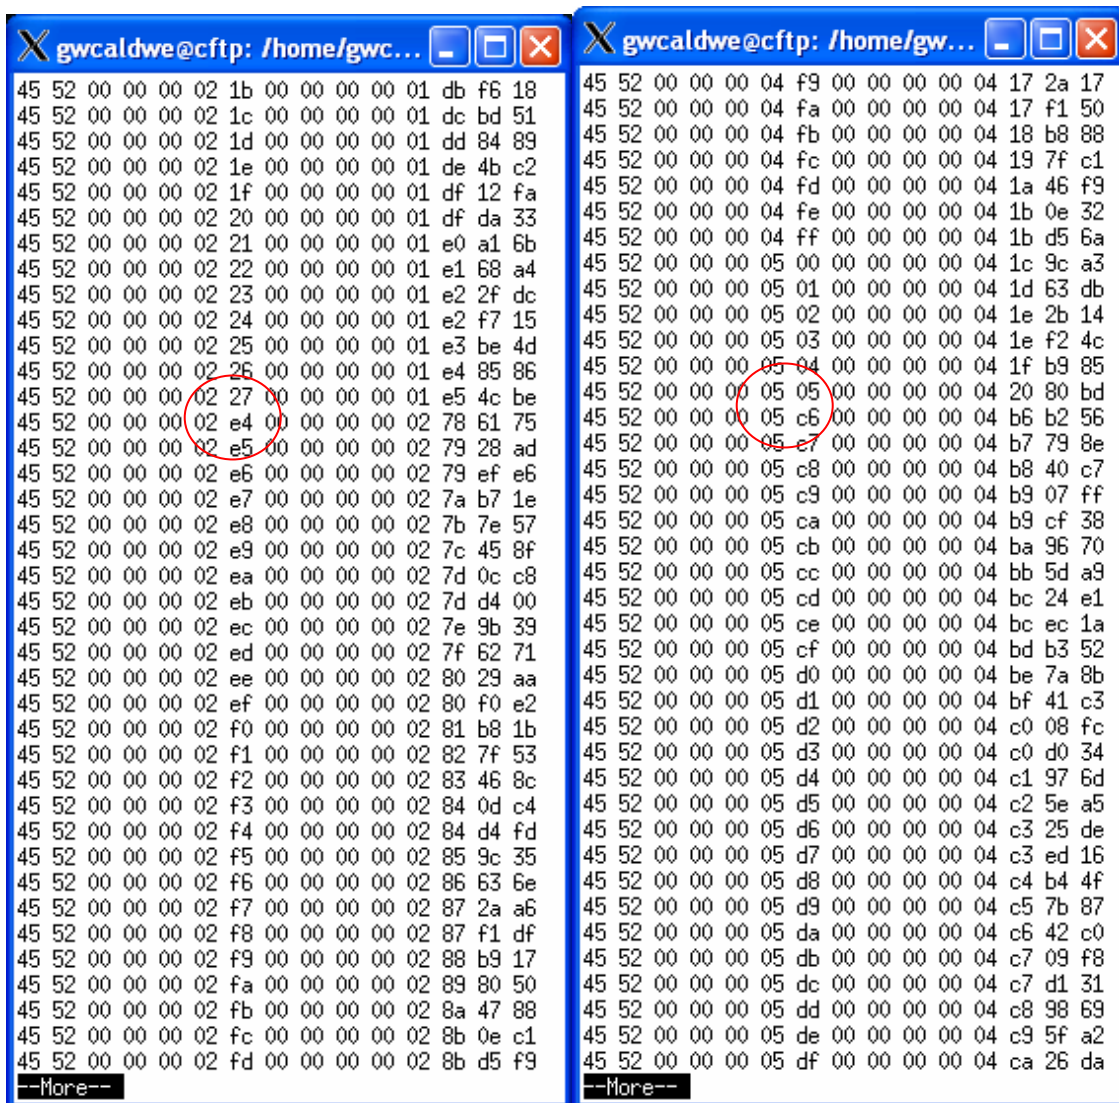 gwcaldwe@cftp: /home/gwc...
45 52 00 00 00 02 1b 00 00 00 00 01 db f6 18
45 52 00 00 00 02 1c 00 00 00 00 01 dc bd 51
45 52 00 00 00 02 1d 00 00 00 00 01 dd 84 89
45 52 00 00 00 02 1e 00 00 00 00 01 de 4b c2
45 52 00 00 00 02 1f 00 00 00 00 01 df 12 fa
45 52 00 00 00 02 20 00 00 00 00 01 df da 33
45 52 00 00 00 02 21 00 00 00 00 01 e0 a1 6b
45 52 00 00 00 02 22 00 00 00 00 01 e1 68 a4
45 52 00 00 00 02 23 00 00 00 00 01 e2 2f dc
45 52 00 00 00 02 24 00 00 00 00 01 e2 f7 15
45 52 00 00 00 02 25 00 00 00 00 01 e3 be 4d
45 52 00 00 00 02 26 00 00 00 00 01 e4 85 86
45 52 00 00 00 02 27 00 00 00 00 01 e5 4c be
45 52 00 00 00 02 e4 00 00 00 00 02 78 61 75
45 52 00 00 00 02 e5 00 00 00 00 02 79 28 ad
45 52 00 00 00 02 e6 00 00 00 00 02 79 ef e6
45 52 00 00 00 02 e7 00 00 00 00 02 7a b7 1e
45 52 00 00 00 02 e8 00 00 00 00 02 7b 7e 57
45 52 00 00 00 02 e9 00 00 00 00 02 7c 45 8f
45 52 00 00 00 02 ea 00 00 00 00 02 7d 0c c8
45 52 00 00 00 02 eb 00 00 00 00 02 7d d4 00
45 52 00 00 00 02 ec 00 00 00 00 02 7e 9b 39
45 52 00 00 00 02 ed 00 00 00 00 02 7f 62 71
45 52 00 00 00 02 ee 00 00 00 00 02 80 29 aa
45 52 00 00 00 02 ef 00 00 00 00 02 80 f0 e2
45 52 00 00 00 02 f0 00 00 00 00 02 81 b8 1b
45 52 00 00 00 02 f1 00 00 00 00 02 82 7f 53
45 52 00 00 00 02 f2 00 00 00 00 02 83 46 8c
45 52 00 00 00 02 f3 00 00 00 00 02 84 0d c4
45 52 00 00 00 02 f4 00 00 00 00 02 84 d4 fd
45 52 00 00 00 02 f5 00 00 00 00 02 85 9c 35
45 52 00 00 00 02 f6 00 00 00 00 02 86 63 6e
45 52 00 00 00 02 f7 00 00 00 00 02 87 2a a6
45 52 00 00 00 02 f8 00 00 00 00 02 87 f1 df
45 52 00 00 00 02 f9 00 00 00 00 02 88 b9 17
45 52 00 00 00 02 fa 00 00 00 00 02 89 80 50
45 52 00 00 00 02 fb 00 00 00 00 02 8a 47 88
45 52 00 00 00 02 fc 00 00 00 00 02 8b 0e c1
45 52 00 00 00 02 fd 00 00 00 00 02 8b d5 f9
--More--
gwcaldwe@cftp: /home/gw...
45 52 00 00 00 04 f9 00 00 00 00 04 17 2a 17
45 52 00 00 00 04 fa 00 00 00 00 04 17 f1 50
45 52 00 00 00 04 fb 00 00 00 00 04 18 b8 88
45 52 00 00 00 04 fc 00 00 00 00 04 19 7f c1
45 52 00 00 00 04 fd 00 00 00 00 04 1a 46 f9
45 52 00 00 00 04 fe 00 00 00 00 04 1b 0e 32
45 52 00 00 00 04 ff 00 00 00 00 04 1b d5 6a
45 52 00 00 00 05 00 00 00 00 00 04 1c 9c a3
45 52 00 00 00 05 01 00 00 00 00 04 1d 63 db
45 52 00 00 00 05 02 00 00 00 00 04 1e 2b 14
45 52 00 00 00 05 03 00 00 00 00 04 1e f2 4c
45 52 00 00 00 05 04 00 00 00 00 04 1f b9 85
45 52 00 00 00 05 05 00 00 00 00 04 20 80 bd
45 52 00 00 00 05 c6 00 00 00 00 04 b6 b2 56
45 52 00 00 00 05 c7 00 00 00 00 04 b7 79 8e
45 52 00 00 00 05 c8 00 00 00 00 04 b8 40 c7
45 52 00 00 00 05 c9 00 00 00 00 04 b9 07 ff
45 52 00 00 00 05 ca 00 00 00 00 04 b9 cf 38
45 52 00 00 00 05 cb 00 00 00 00 04 ba 96 70
45 52 00 00 00 05 cc 00 00 00 00 04 bb 5d a9
45 52 00 00 00 05 cd 00 00 00 00 04 bc 24 e1
45 52 00 00 00 05 ce 00 00 00 00 04 bc ec 1a
45 52 00 00 00 05 cf 00 00 00 00 04 bd b3 52
45 52 00 00 00 05 d0 00 00 00 00 04 be 7a 8b
45 52 00 00 00 05 d1 00 00 00 00 04 bf 41 c3
45 52 00 00 00 05 d2 00 00 00 00 04 c0 08 fc
45 52 00 00 00 05 d3 00 00 00 00 04 c0 d0 34
45 52 00 00 00 05 d4 00 00 00 00 04 c1 97 6d
45 52 00 00 00 05 d5 00 00 00 00 04 c2 5e a5
45 52 00 00 00 05 d6 00 00 00 00 04 c3 25 de
45 52 00 00 00 05 d7 00 00 00 00 04 c3 ed 16
45 52 00 00 00 05 d8 00 00 00 00 04 c4 b4 4f
45 52 00 00 00 05 d9 00 00 00 00 04 c5 7b 87
45 52 00 00 00 05 da 00 00 00 00 04 c6 42 c0
45 52 00 00 00 05 db 00 00 00 00 04 c7 09 f8
45 52 00 00 00 05 dc 00 00 00 00 04 c7 d1 31
45 52 00 00 00 05 dd 00 00 00 00 04 c8 98 69
45 52 00 00 00 05 de 00 00 00 00 04 c9 5f a2
45 52 00 00 00 05 df 00 00 00 00 04 ca 26 da
--More--